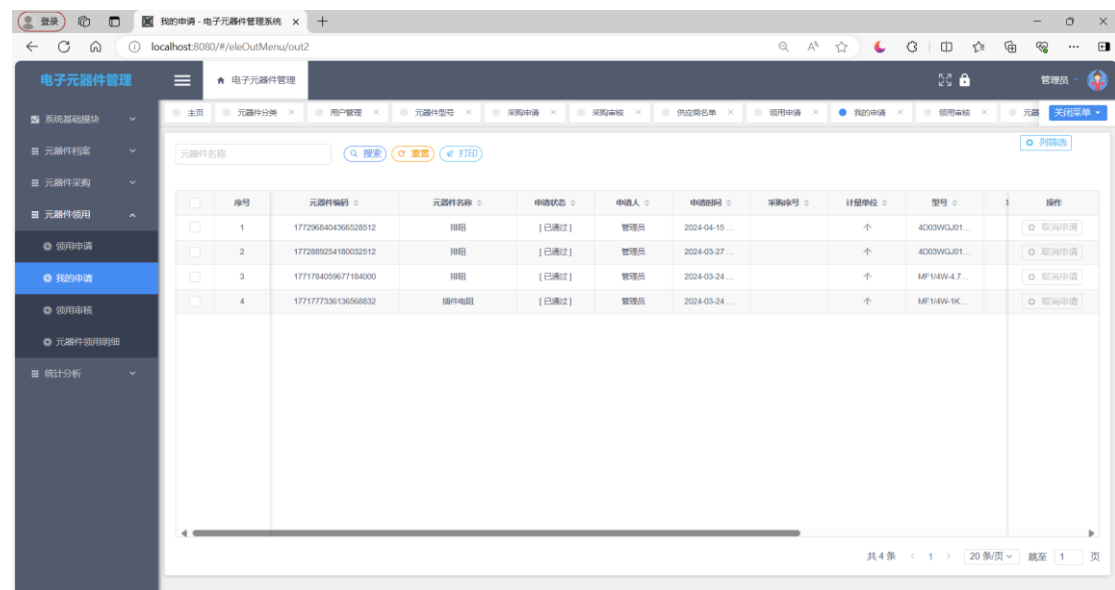 登录 我的申请 - 电子元器件管理系统
localhost:8080/#/eleOutMenu/out2
电子元器件管理 电子元器件管理 管理员
主页 元器件分类 用户管理 元器件型号 采购申请 采购审核 供应商名单 领用申请 我的申请 领用审核 元器 关闭菜单
系统基础模块
元器件档案
元器件采购
元器件领用
领用申请
我的申请
领用审核
元器件领用明细
统计分析
元器件名称 搜索 重置 打印 列筛选
序号 元器件编码 元器件名称 申请状态 申请人 申请时间 采购序号 计量单位 型号 操作
1 1772968404366528512 排阻 [ 已通过 ] 管理员 2024-04-15 ... 个 4D03WGJ01... 取消申请
2 1772889254180032512 排阻 [ 已通过 ] 管理员 2024-03-27 ... 个 4D03WGJ01... 取消申请
3 1771784059677184000 排阻 [ 已通过 ] 管理员 2024-03-24 ... 个 MF1/4W-4.7... 取消申请
4 1771777336136568832 插件电阻 [ 已通过 ] 管理员 2024-03-24 ... 个 MF1/4W-1K... 取消申请
共 4 条 1 20 条/页 跳至 1 页